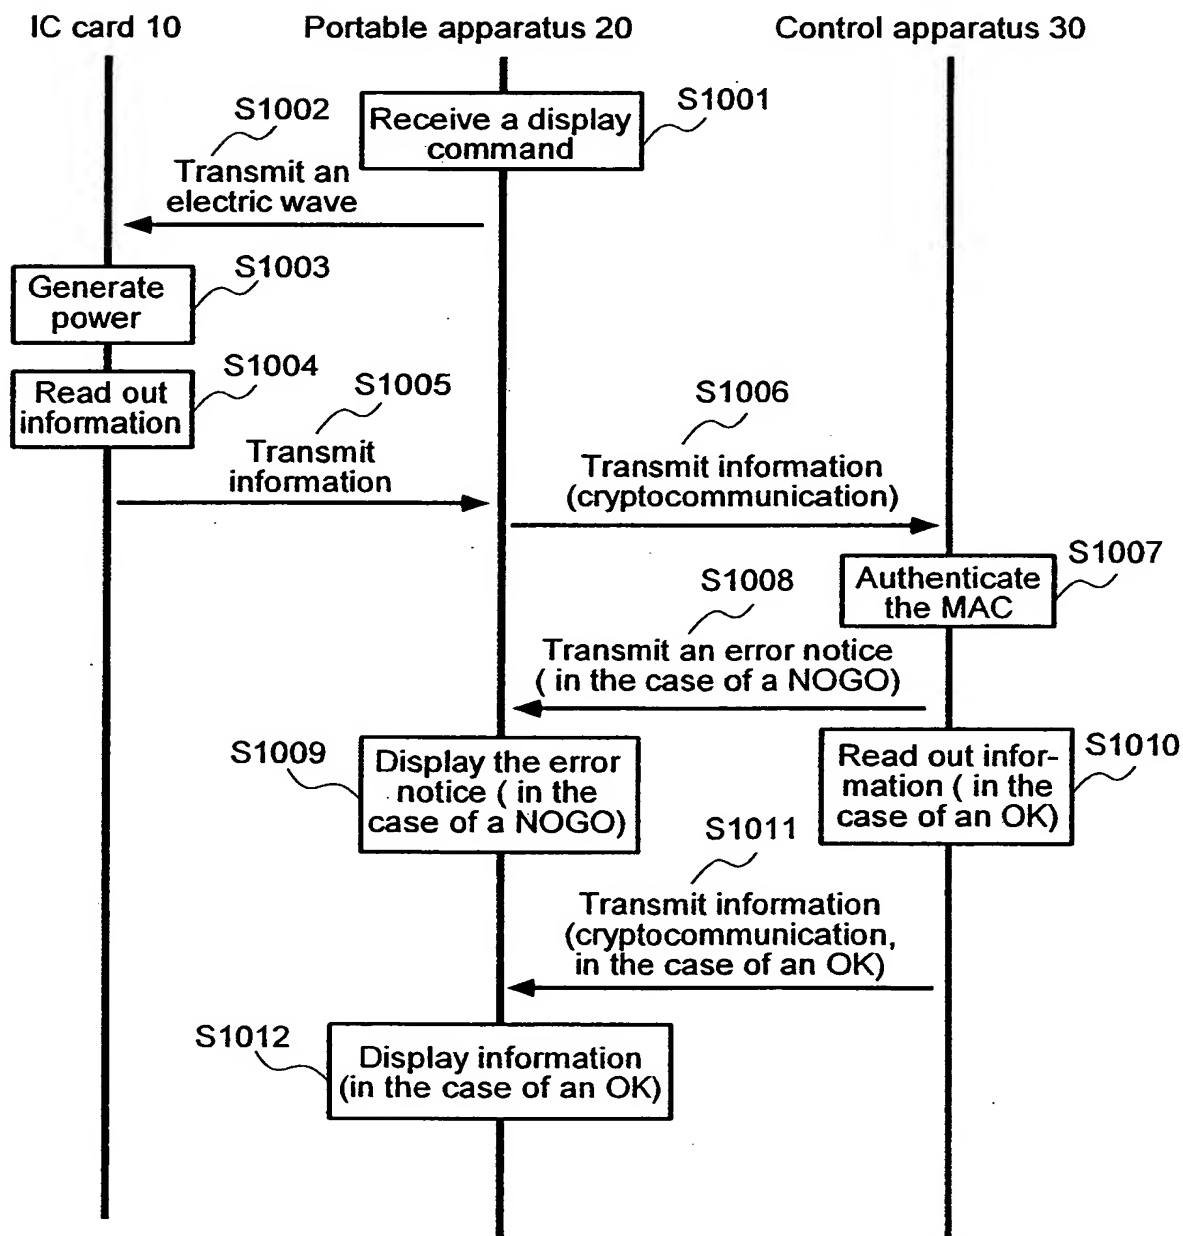 IC card 10
Portable apparatus 20
Control apparatus 30
S1001
Receive a display
command
S1002
Transmit an
electric wave
S1003
Generate
power
S1004
Read out
information
S1005
Transmit
information
S1006
Transmit information
(cryptocommunication)
S1007
Authenticate
the MAC
S1008
Transmit an error notice
( in the case of a NOGO)
S1009
Display the error
notice ( in the
case of a NOGO)
S1010
Read out infor-
mation ( in the
case of an OK)
S1011
Transmit information
(cryptocommunication,
in the case of an OK)
S1012
Display information
(in the case of an OK)